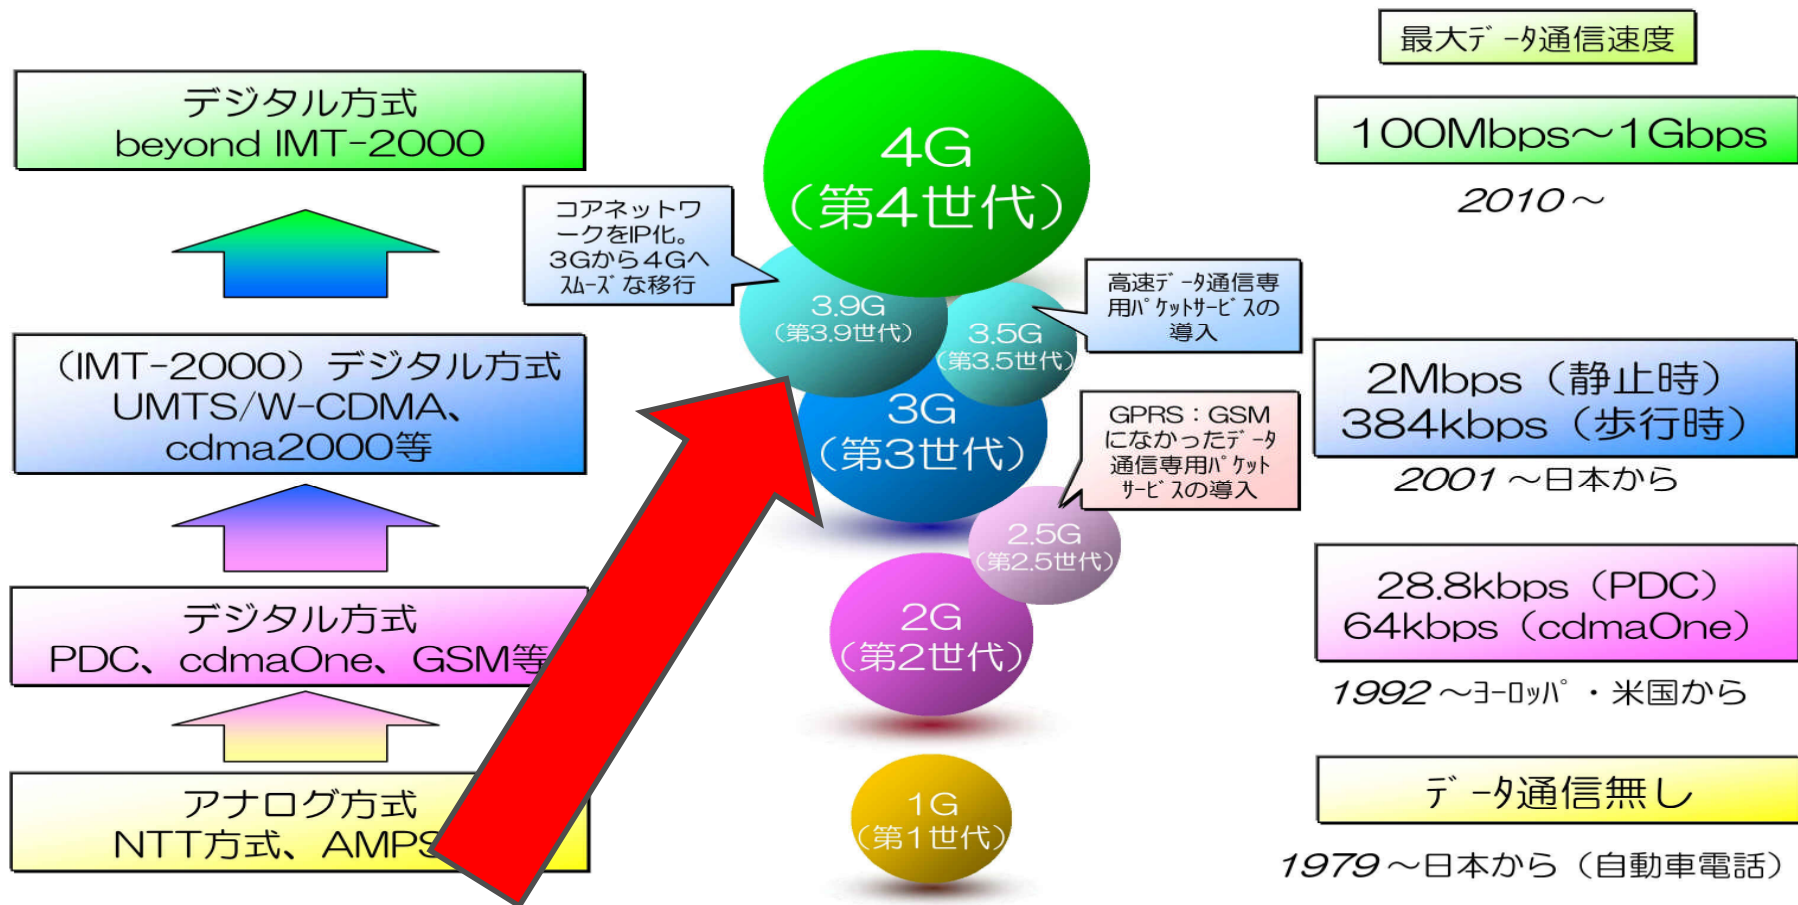 最大ﾃﾞｰﾀ通信速度
デジタル方式
beyond IMT-2000
4G
(第4世代)
100Mbps～1Gbps
2010～
コアネットワ
ークをIP化。
3Gから4Gへ
ｽﾑｰｽﾞな移行
3.9G
(第3.9世代)
3.5G
(第3.5世代)
高速ﾃﾞｰﾀ通信専
用ﾊﾟｹｯﾄｻｰﾋﾞｽの
導入
(IMT-2000) デジタル方式
UMTS/W-CDMA、
cdma2000等
3G
(第3世代)
2Mbps (静止時)
384kbps (歩行時)
2001～日本から
GPRS：GSM
になかったﾃﾞｰﾀ
通信専用ﾊﾟｹｯﾄ
ｻｰﾋﾞｽの導入
2.5G
(第2.5世代)
デジタル方式
PDC、cdmaOne、GSM等
2G
(第2世代)
28.8kbps (PDC)
64kbps (cdmaOne)
1992～ﾖｰﾛｯﾊﾟ・米国から
アナログ方式
NTT方式、AMPS
1G
(第1世代)
ﾃﾞｰﾀ通信無し
1979～日本から (自動車電話)